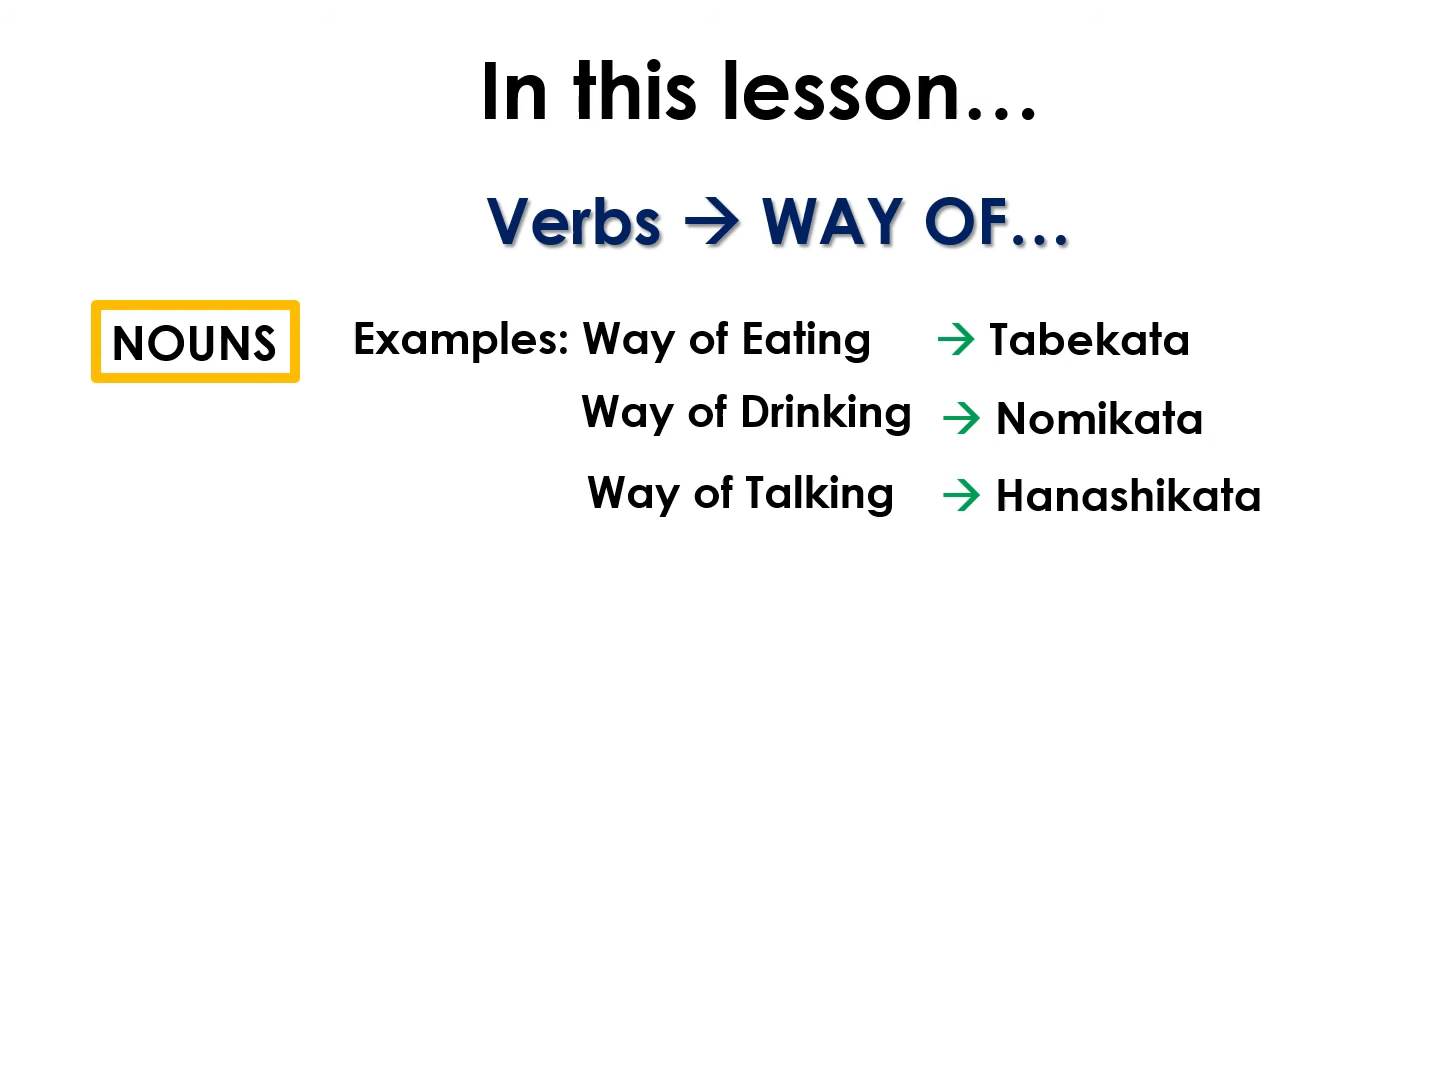 In this lesson…
Verbs → WAY OF…
NOUNS
Examples: Way of Eating → Tabekata
Way of Drinking → Nomikata
Way of Talking → Hanashikata